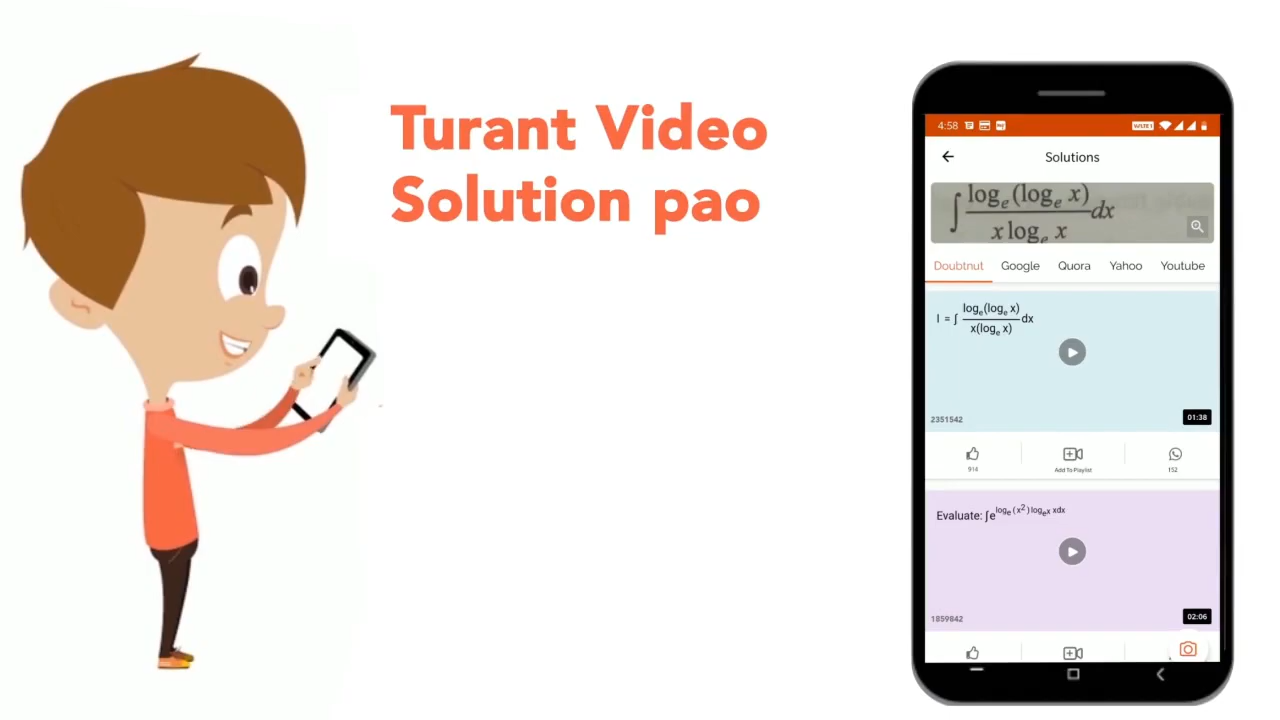 Turant Video
Solution pao
4:58
VoLTE1
Solutions
∫ logₑ(logₑ x) / x logₑ x dx
Doubtnut Google Quora Yahoo Youtube
I = ∫ logₑ(logₑ x) / x(logₑ x) dx
2351542 01:38
914 Add To Playlist 152
Evaluate: ∫e^logₑ(x²)logₑx xdx
1859842 02:06